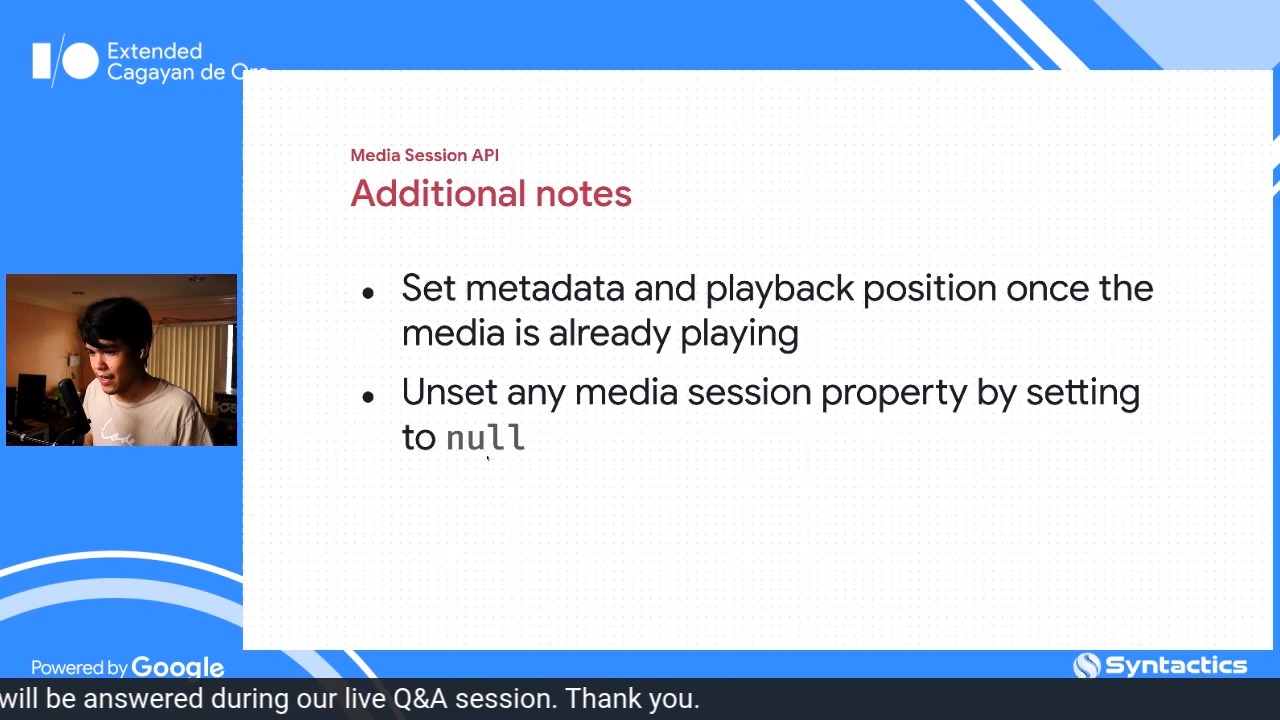 I/O Extended
Cagayan de Oro
Media Session API
Additional notes
● Set metadata and playback position once the
media is already playing
● Unset any media session property by setting
to null
Powered by Google
Syntactics
will be answered during our live Q&A session. Thank you.